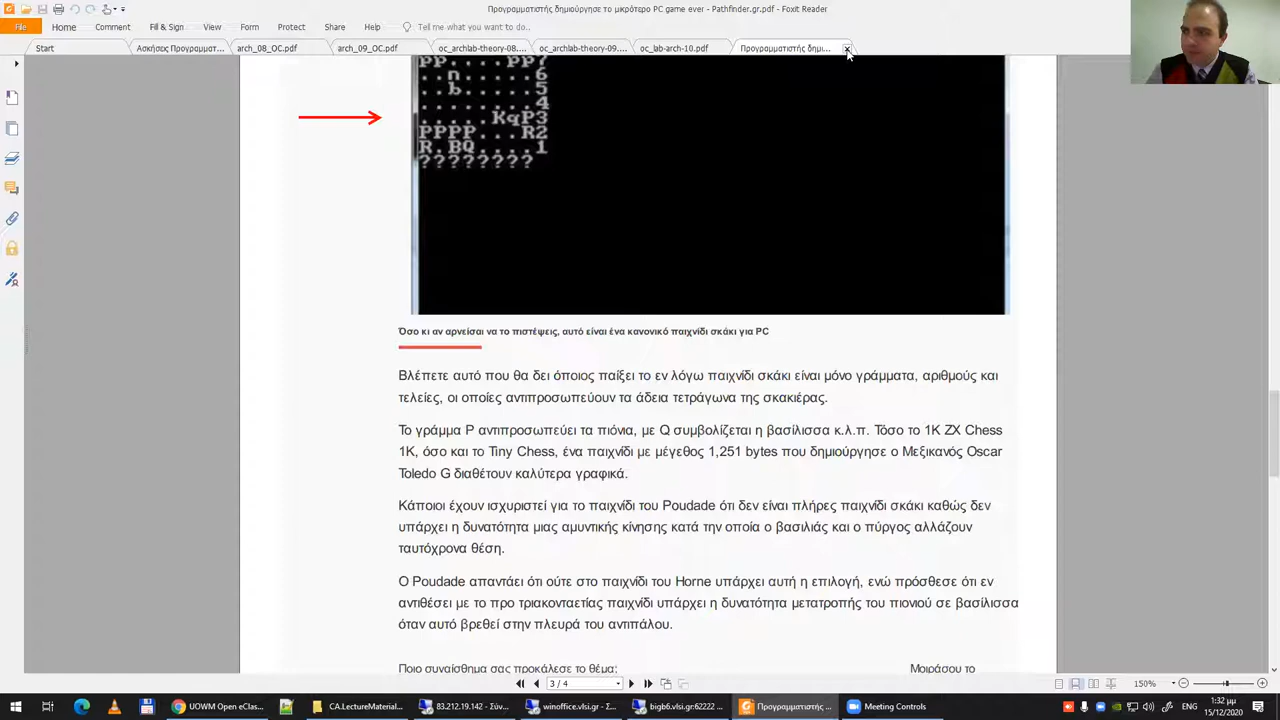 Προγραμματιστής δημιούργησε το μικρότερο PC game ever - Pathfinder.gr.pdf - Foxit Reader
File Home Comment Fill & Sign View Form Protect Share Help Tell me what you want to do..
Start Ασκήσεις Προγραμματ... arch_08_OC.pdf arch_09_OC.pdf oc_archlab-theory-08.... oc_archlab-theory-09.... oc_lab-arch-10.pdf Προγραμματιστής δημι...
PP....PP7
..n.....6
..b.....5
........4
.....KqP3
PPPP...R2
R.BQ....1
????????
Όσο κι αν αρνείσαι να το πιστέψεις, αυτό είναι ένα κανονικό παιχνίδι σκάκι για PC
Βλέπετε αυτό που θα δει όποιος παίξει το εν λόγω παιχνίδι σκάκι είναι μόνο γράμματα, αριθμούς και
τελείες, οι οποίες αντιπροσωπεύουν τα άδεια τετράγωνα της σκακιέρας.
Το γράμμα P αντιπροσωπεύει τα πιόνια, με Q συμβολίζεται η βασίλισσα κ.λ.π. Τόσο το 1K ZX Chess
1K, όσο και το Tiny Chess, ένα παιχνίδι με μέγεθος 1,251 bytes που δημιούργησε ο Μεξικανός Oscar
Toledo G διαθέτουν καλύτερα γραφικά.
Κάποιοι έχουν ισχυριστεί για το παιχνίδι του Poudade ότι δεν είναι πλήρες παιχνίδι σκάκι καθώς δεν
υπάρχει η δυνατότητα μιας αμυντικής κίνησης κατά την οποία ο βασιλιάς και ο πύργος αλλάζουν
ταυτόχρονα θέση.
Ο Poudade απαντάει ότι ούτε στο παιχνίδι του Horne υπάρχει αυτή η επιλογή, ενώ πρόσθεσε ότι εν
αντιθέσει με το προ τριακονταετίας παιχνίδι υπάρχει η δυνατότητα μετατροπής του πιονιού σε βασίλισσα
όταν αυτό βρεθεί στην πλευρά του αντιπάλου.
Ποιο συναίσθημα σας προκάλεσε το θέμα; Μοιράσου το
3 / 4 150%
UOWM Open eClas... CA.LectureMaterial... 83.212.19.142 - Συν... winoffice.vlsi.gr - Σ... bigb6.vlsi.gr:62222 ... Προγραμματιστής ... Meeting Controls 1:32 μμ
15/12/2020